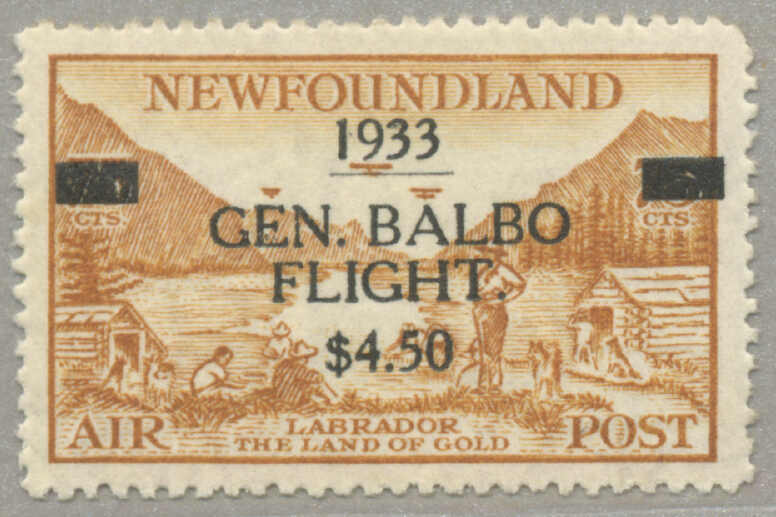 NEWFOUNDLAND
1933
CTS.
CTS.
GEN. BALBO
FLIGHT.
$4.50
AIR
LABRADOR
THE LAND OF GOLD
POST